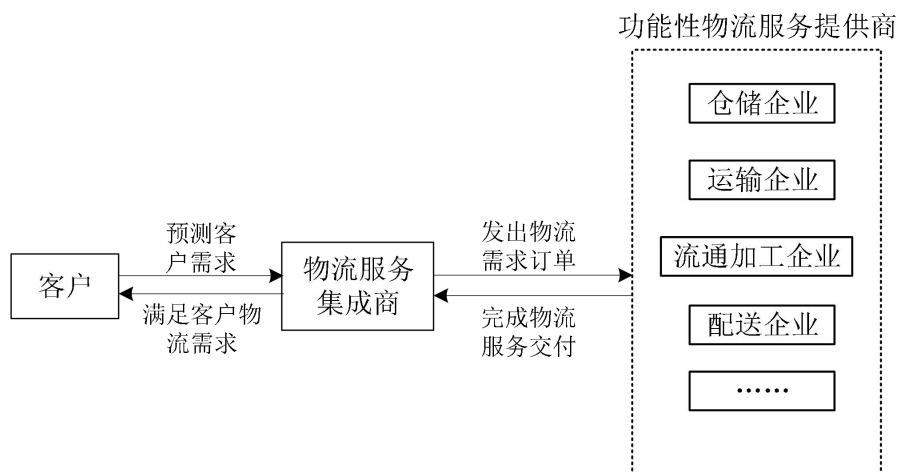 功能性物流服务提供商
仓储企业
运输企业
流通加工企业
配送企业
……
预测客
户需求
发出物流
需求订单
客户
物流服务
集成商
满足客户物
流需求
完成物流
服务交付